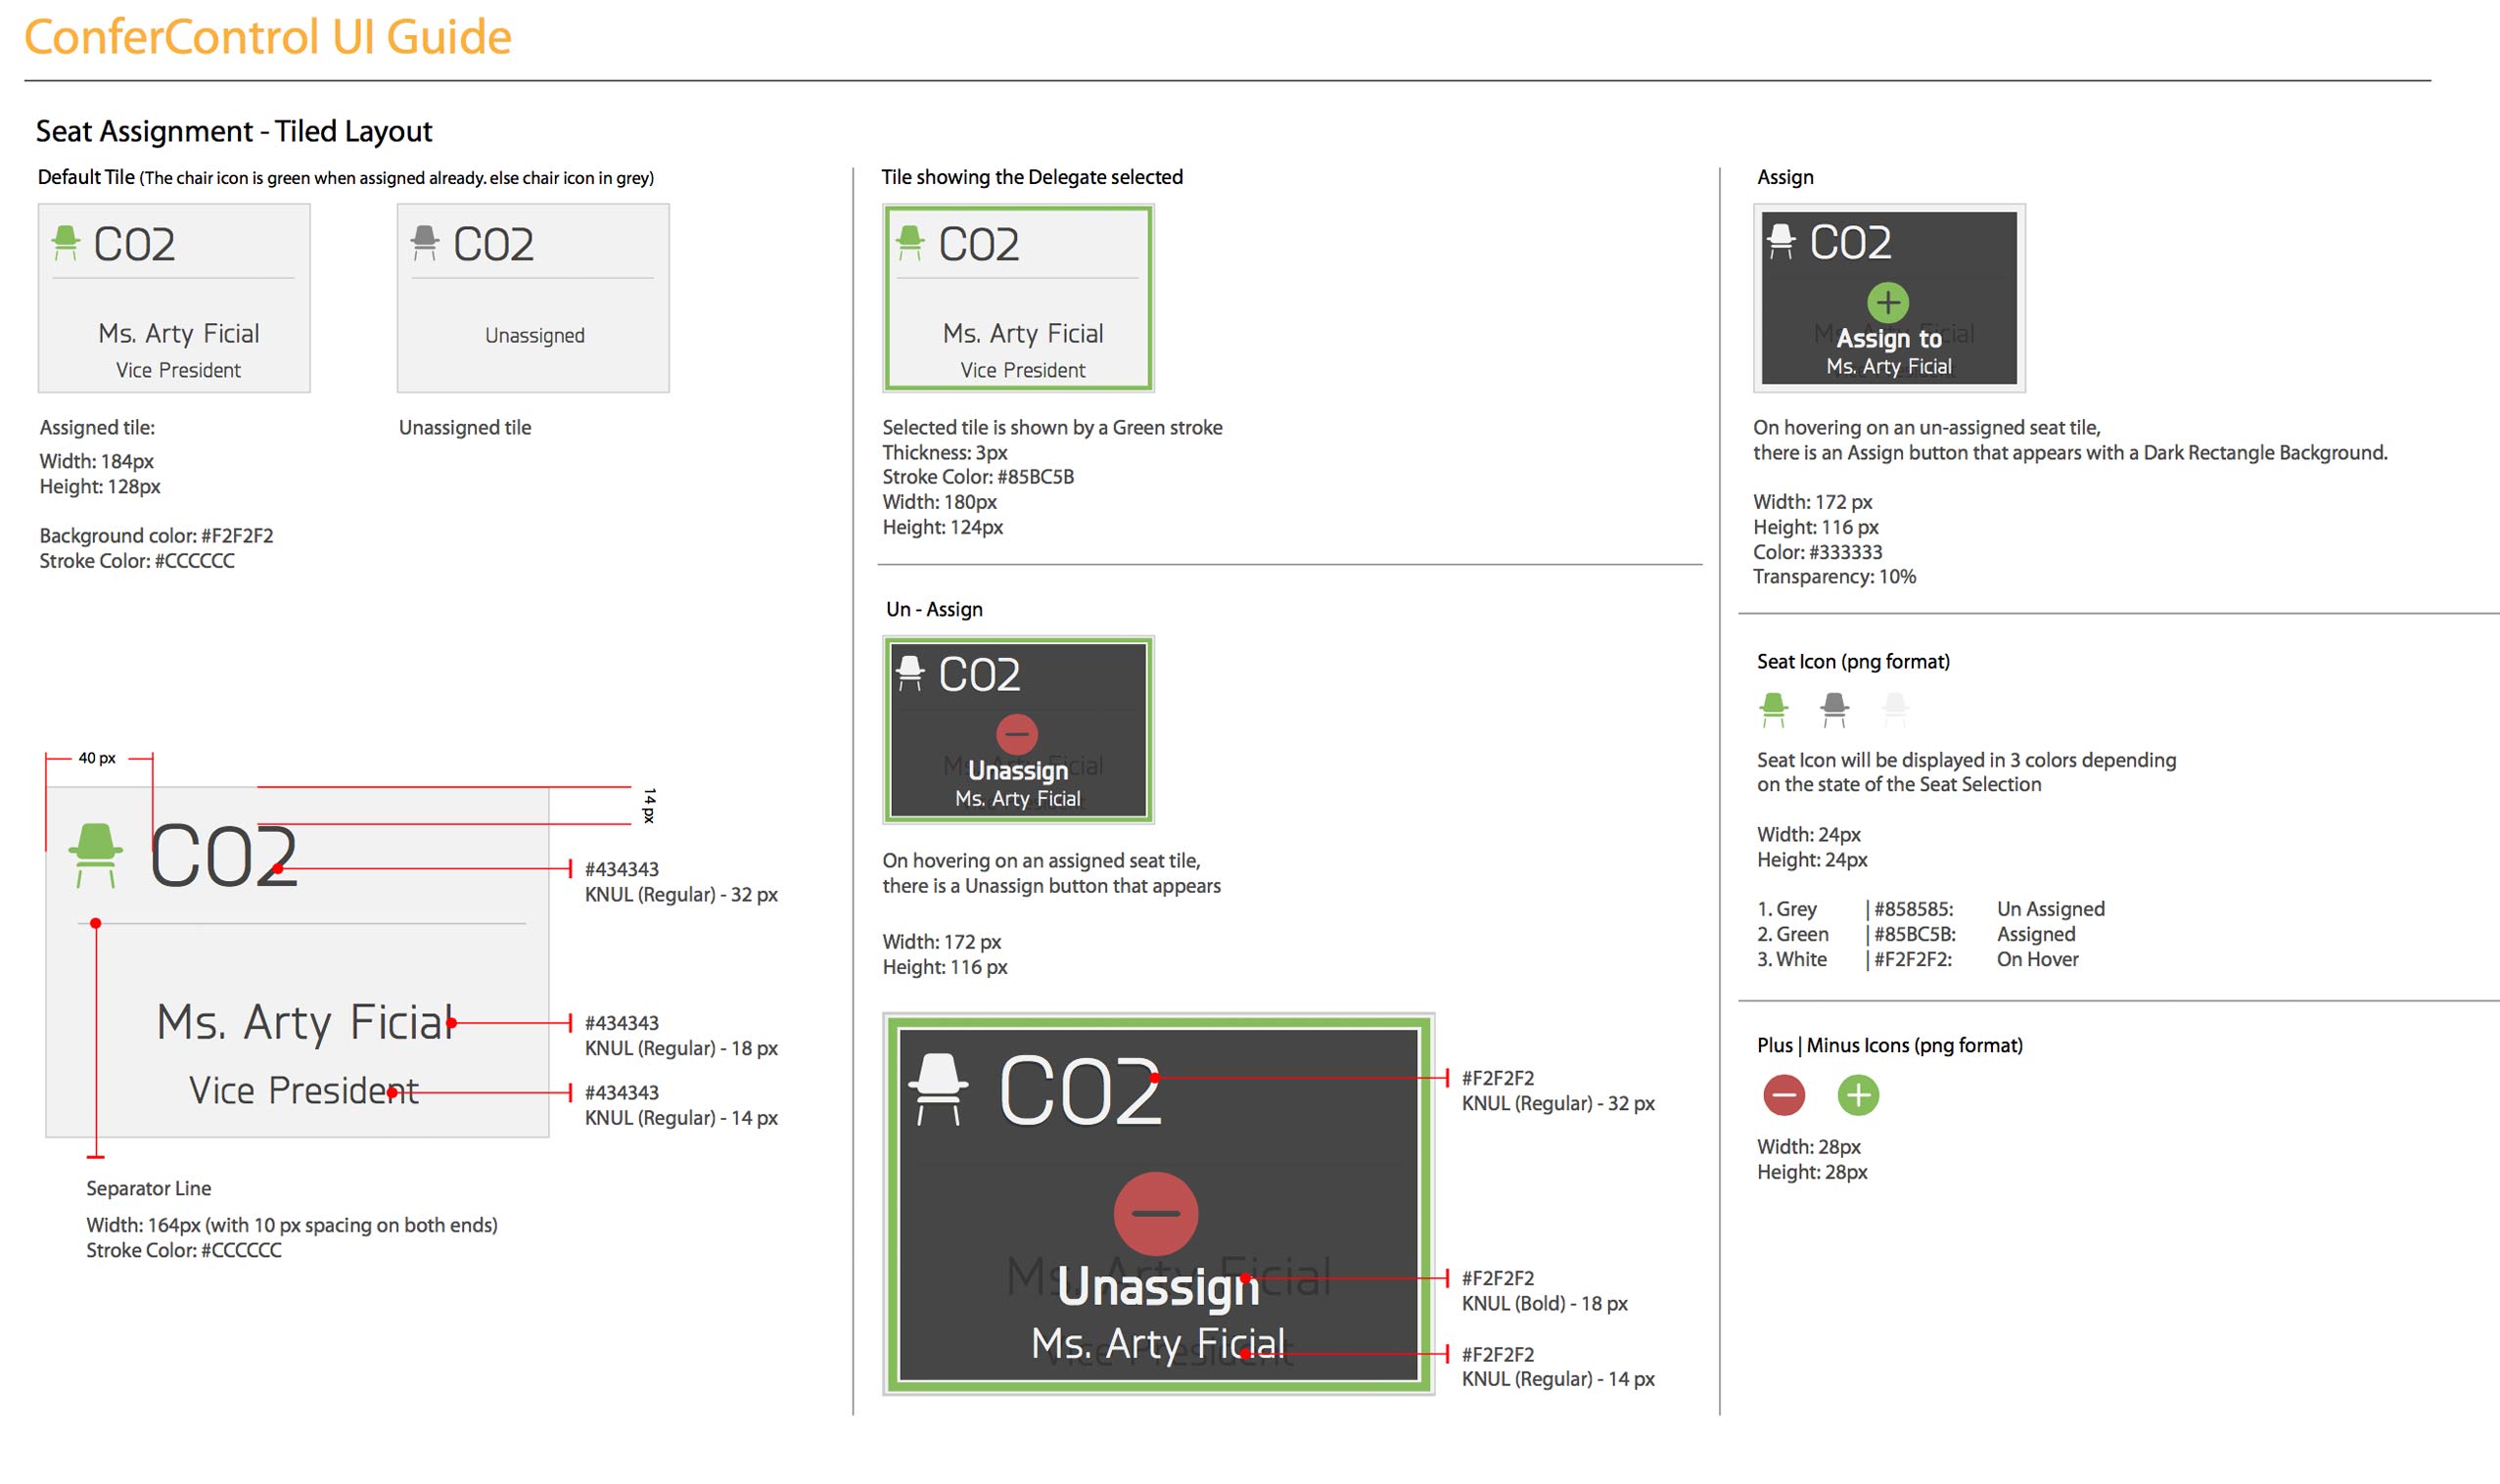 ConferControl UI Guide
Seat Assignment - Tiled Layout
Default Tile (The chair icon is green when assigned already. else chair icon in grey)
CO2
Ms. Arty Ficial
Vice President
CO2
Unassigned
Assigned tile:
Width: 184px
Height: 128px
Background color: #F2F2F2
Stroke Color: #CCCCCC
Unassigned tile
40 px
14 px
CO2
#434343
KNUL (Regular) - 32 px
Ms. Arty Ficial
#434343
KNUL (Regular) - 18 px
Vice President
#434343
KNUL (Regular) - 14 px
Separator Line
Width: 164px (with 10 px spacing on both ends)
Stroke Color: #CCCCCC
Tile showing the Delegate selected
CO2
Ms. Arty Ficial
Vice President
Selected tile is shown by a Green stroke
Thickness: 3px
Stroke Color: #85BC5B
Width: 180px
Height: 124px
Un - Assign
CO2
Unassign
Ms. Arty Ficial
On hovering on an assigned seat tile,
there is a Unassign button that appears
Width: 172 px
Height: 116 px
CO2
#F2F2F2
KNUL (Regular) - 32 px
Ms. Arty Ficial
Unassign
#F2F2F2
KNUL (Bold) - 18 px
Ms. Arty Ficial
Vice President
#F2F2F2
KNUL (Regular) - 14 px
Assign
CO2
Assign to
Ms. Arty Ficial
On hovering on an un-assigned seat tile,
there is an Assign button that appears with a Dark Rectangle Background.
Width: 172 px
Height: 116 px
Color: #333333
Transparency: 10%
Seat Icon (png format)
Seat Icon will be displayed in 3 colors depending
on the state of the Seat Selection
Width: 24px
Height: 24px
1. Grey | #858585: Un Assigned
2. Green | #85BC5B: Assigned
3. White | #F2F2F2: On Hover
Plus | Minus Icons (png format)
Width: 28px
Height: 28px